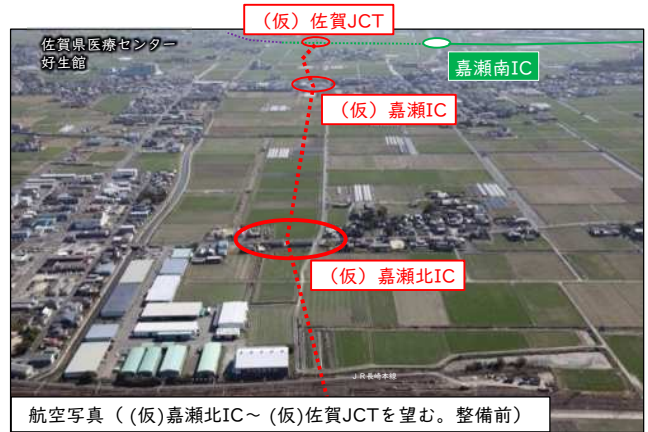 （仮）佐賀JCT
佐賀県医療センター
好生館
嘉瀬南IC
（仮）嘉瀬IC
（仮）嘉瀬北IC
JR長崎本線
航空写真（ (仮)嘉瀬北IC～ (仮)佐賀JCTを望む。整備前）